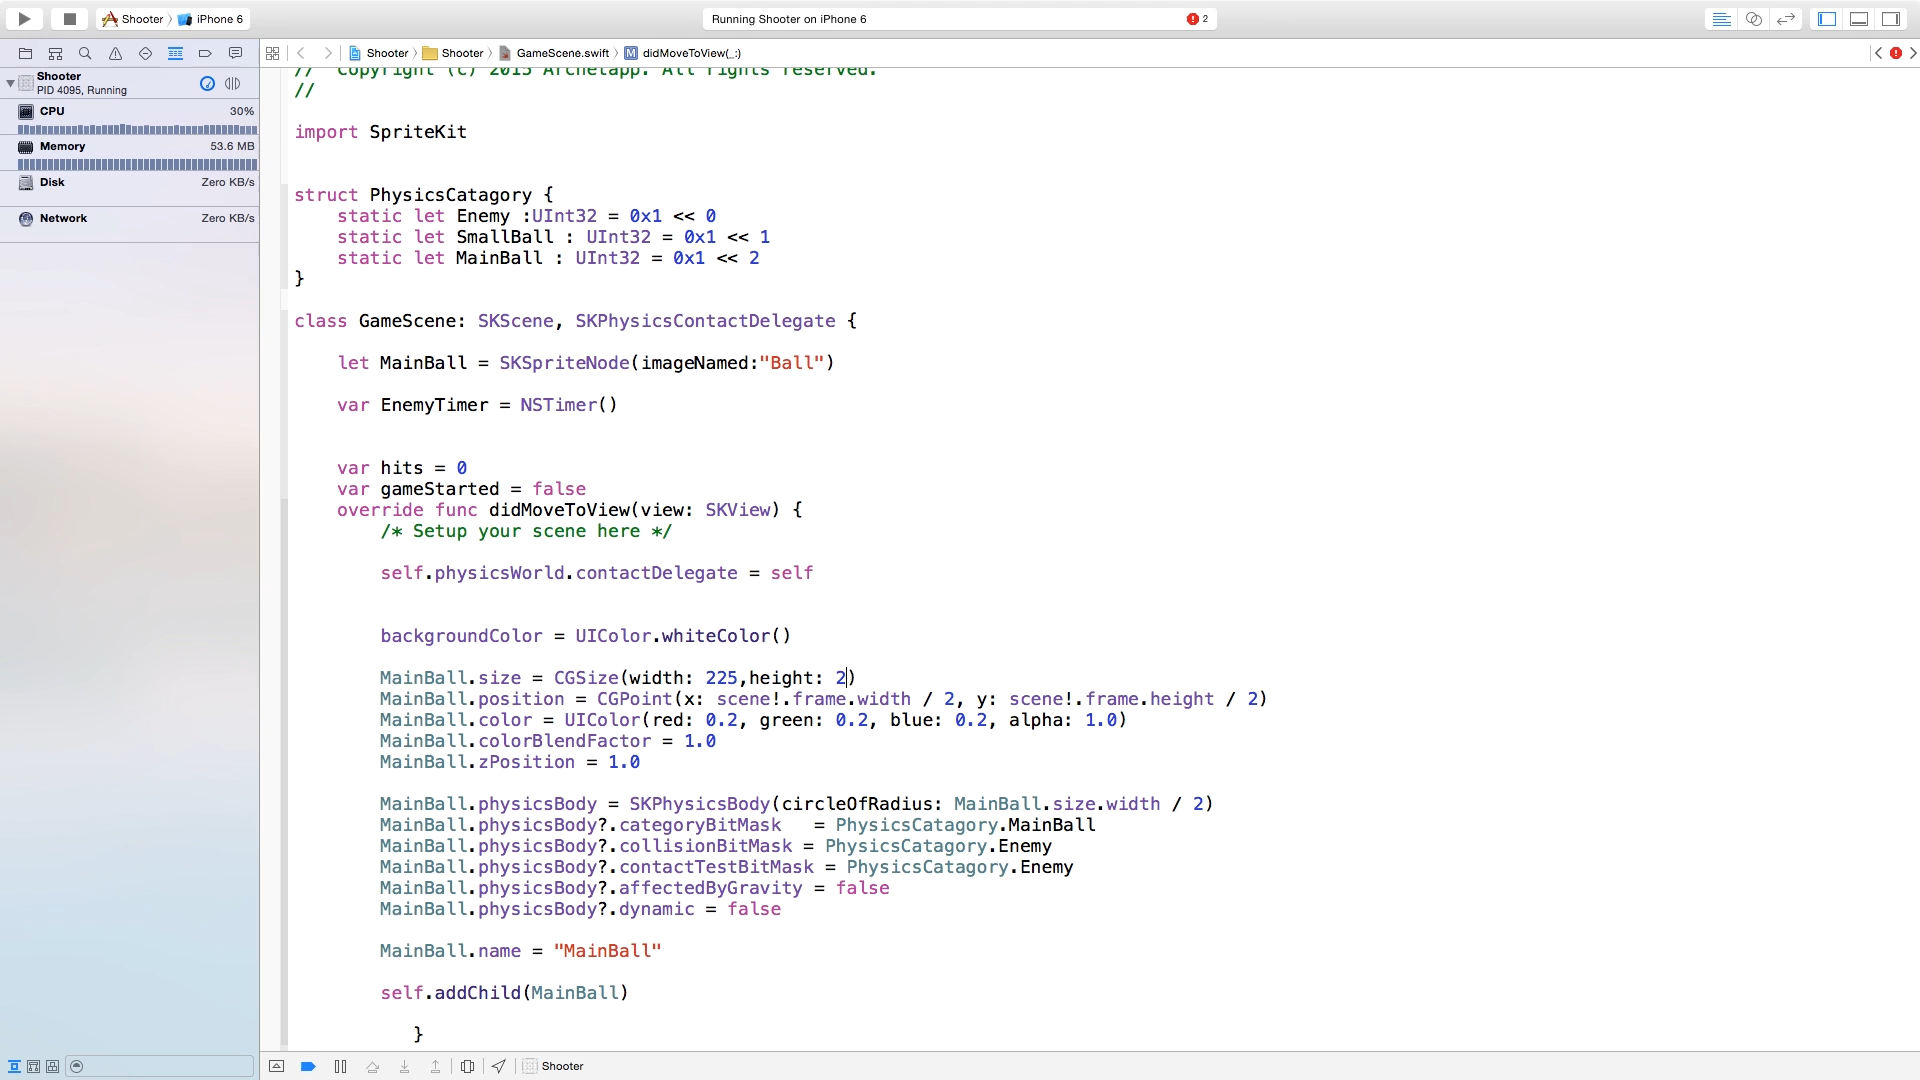 Shooter iPhone 6
Running Shooter on iPhone 6
2
Shooter Shooter GameScene.swift didMoveToView(_:)
Shooter
PID 4095, Running
CPU 30%
Memory 53.6 MB
Disk Zero KB/s
Network Zero KB/s
//  Copyright (c) 2015 Archetapp. All rights reserved.
//
import SpriteKit
struct PhysicsCatagory {
    static let Enemy :UInt32 = 0x1 << 0
    static let SmallBall : UInt32 = 0x1 << 1
    static let MainBall : UInt32 = 0x1 << 2
}
class GameScene: SKScene, SKPhysicsContactDelegate {
    let MainBall = SKSpriteNode(imageNamed:"Ball")
    var EnemyTimer = NSTimer()
    var hits = 0
    var gameStarted = false
    override func didMoveToView(view: SKView) {
        /* Setup your scene here */
        self.physicsWorld.contactDelegate = self
        backgroundColor = UIColor.whiteColor()
        MainBall.size = CGSize(width: 225,height: 2)
        MainBall.position = CGPoint(x: scene!.frame.width / 2, y: scene!.frame.height / 2)
        MainBall.color = UIColor(red: 0.2, green: 0.2, blue: 0.2, alpha: 1.0)
        MainBall.colorBlendFactor = 1.0
        MainBall.zPosition = 1.0
        MainBall.physicsBody = SKPhysicsBody(circleOfRadius: MainBall.size.width / 2)
        MainBall.physicsBody?.categoryBitMask   = PhysicsCatagory.MainBall
        MainBall.physicsBody?.collisionBitMask = PhysicsCatagory.Enemy
        MainBall.physicsBody?.contactTestBitMask = PhysicsCatagory.Enemy
        MainBall.physicsBody?.affectedByGravity = false
        MainBall.physicsBody?.dynamic = false
        MainBall.name = "MainBall"
        self.addChild(MainBall)
           }
Shooter